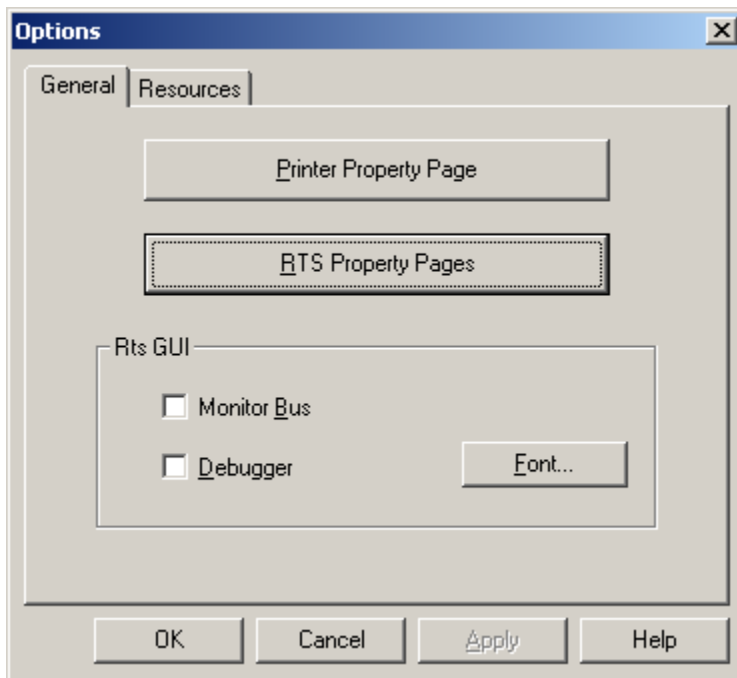 Options
General Resources
Printer Property Page
RTS Property Pages
Rts GUI
Monitor Bus
Debugger Font...
OK Cancel Apply Help